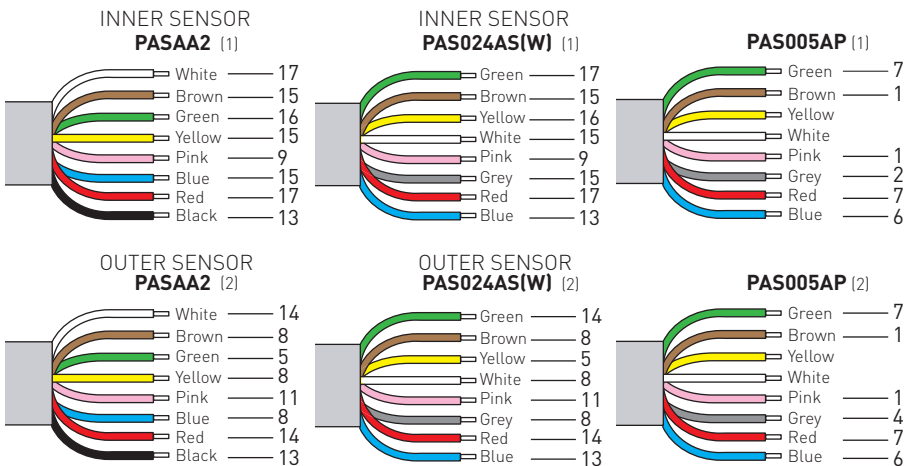 INNER SENSOR
PASAA2 (1)
White 17
Brown 15
Green 16
Yellow 15
Pink 9
Blue 15
Red 17
Black 13
INNER SENSOR
PAS024AS(W) (1)
Green 17
Brown 15
Yellow 16
White 15
Pink 9
Grey 15
Red 17
Blue 13
PAS005AP (1)
Green 7
Brown 1
Yellow
White
Pink 1
Grey 2
Red 7
Blue 6
OUTER SENSOR
PASAA2 (2)
White 14
Brown 8
Green 5
Yellow 8
Pink 11
Blue 8
Red 14
Black 13
OUTER SENSOR
PAS024AS(W) (2)
Green 14
Brown 8
Yellow 5
White 8
Pink 11
Grey 8
Red 14
Blue 13
PAS005AP (2)
Green 7
Brown 1
Yellow
White
Pink 1
Grey 4
Red 7
Blue 6